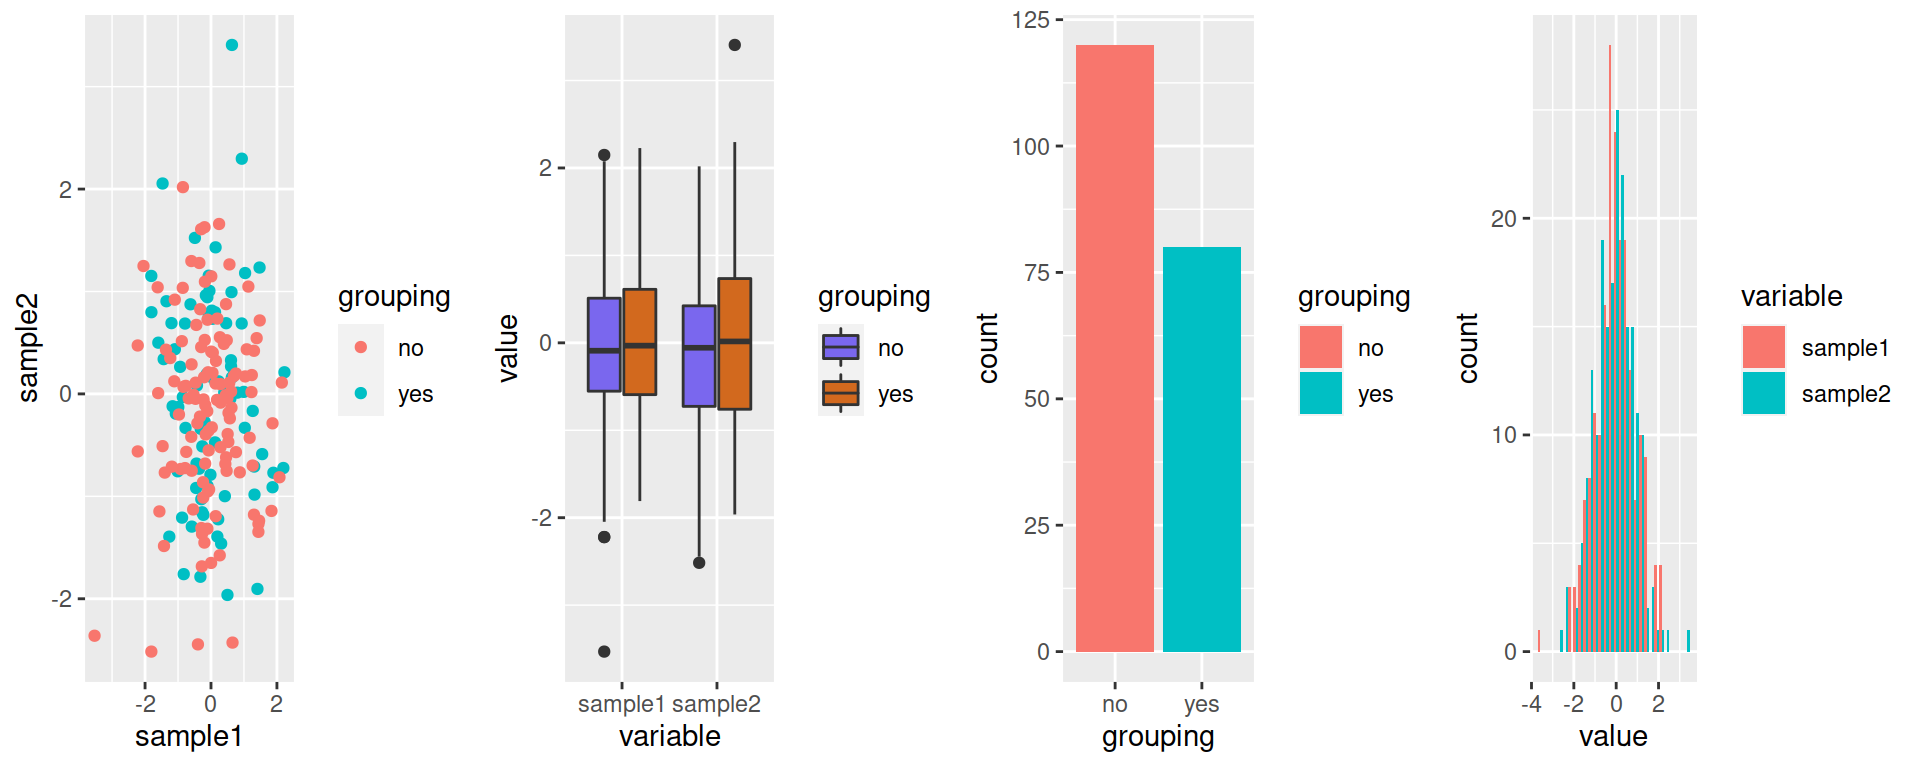 sample2
2
0
-2
-2 0 2
sample1
grouping
no
yes
value
2
0
-2
sample1 sample2
variable
grouping
no
yes
count
125
100
75
50
25
0
no yes
grouping
grouping
no
yes
count
20
10
0
-4 -2 0 2
value
variable
sample1
sample2